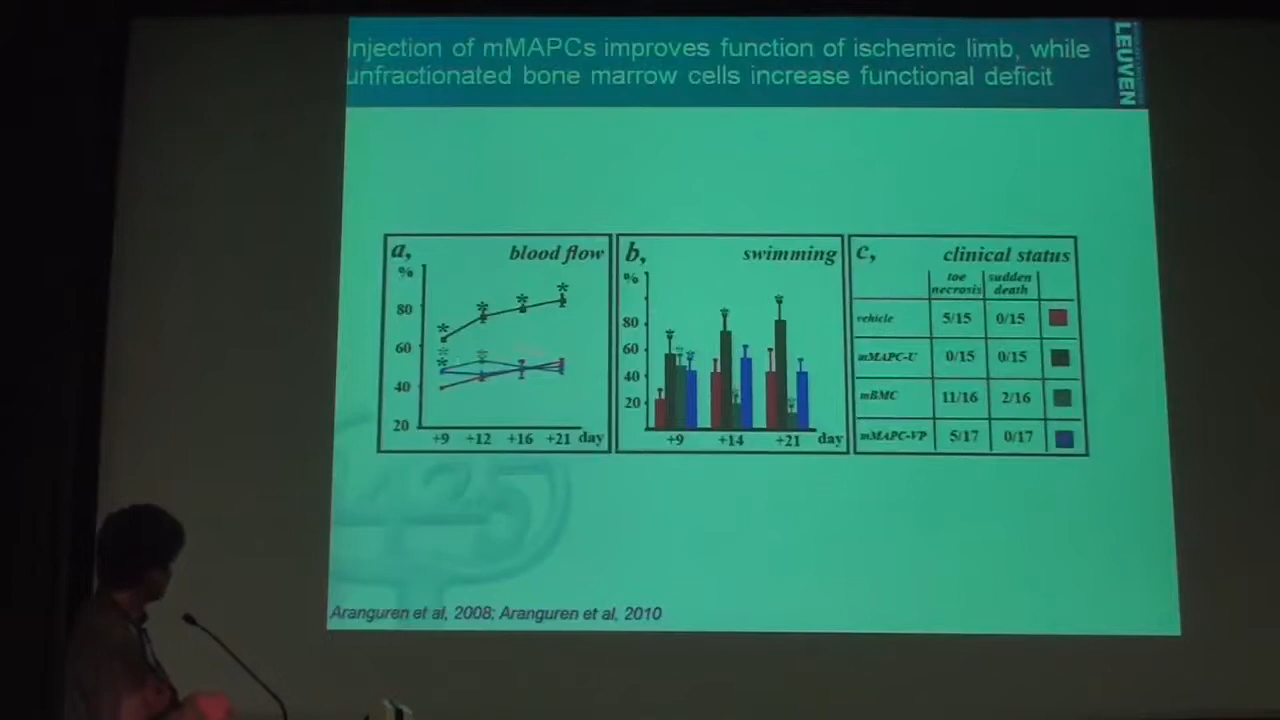 Injection of mMAPCs improves function of ischemic limb, while
unfractionated bone marrow cells increase functional deficit
LEUVEN
a, blood flow
%
80
60
40
20
+9 +12 +16 +21 day
* * * *
b, swimming
%
80
60
40
20
+9 +14 +21 day
c, clinical status
toe necrosis sudden death
vehicle 5/15 0/15
mMAPC-U 0/15 0/15
mBMC 11/16 2/16
mMAPC-VP 5/17 0/17
1425
Aranguren et al, 2008; Aranguren et al, 2010